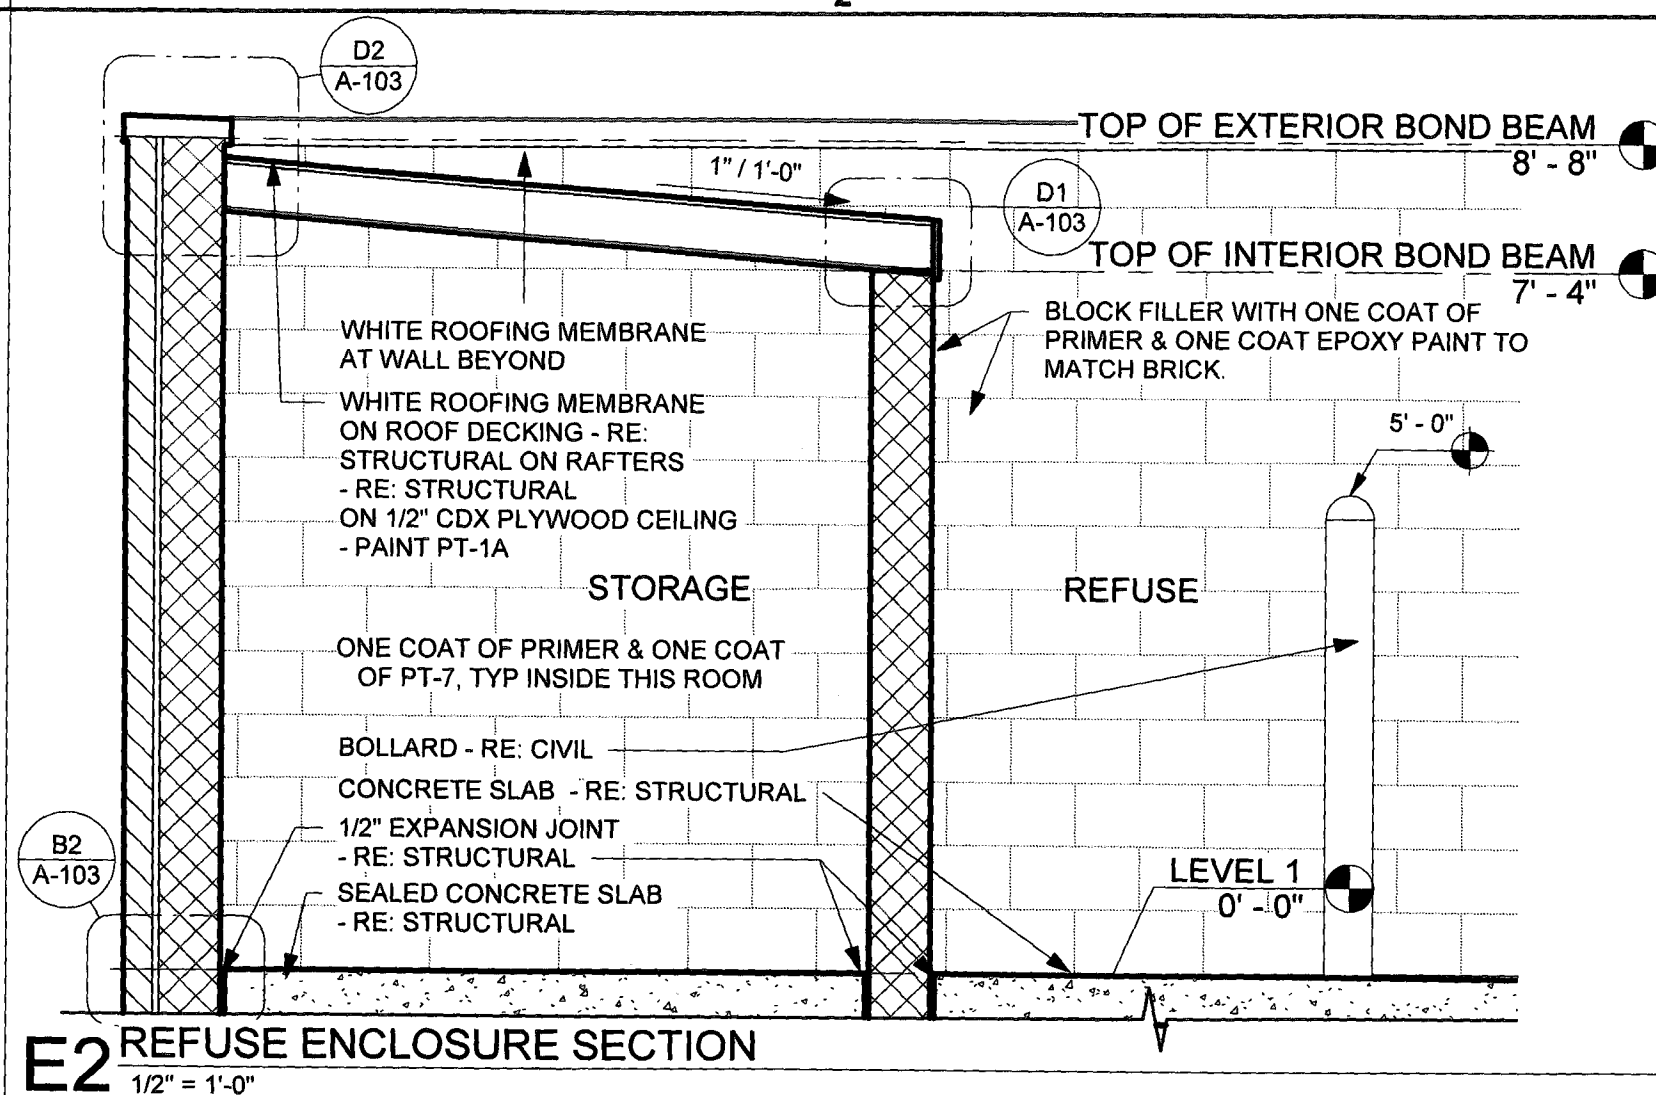 2
D2
A-103
TOP OF EXTERIOR BOND BEAM
8' - 8"
1" / 1'-0"
D1
A-103
TOP OF INTERIOR BOND BEAM
7' - 4"
BLOCK FILLER WITH ONE COAT OF
PRIMER & ONE COAT EPOXY PAINT TO
MATCH BRICK.
WHITE ROOFING MEMBRANE
AT WALL BEYOND
WHITE ROOFING MEMBRANE
ON ROOF DECKING - RE:
STRUCTURAL ON RAFTERS
- RE: STRUCTURAL
ON 1/2" CDX PLYWOOD CEILING
- PAINT PT-1A
5' - 0"
STORAGE
REFUSE
ONE COAT OF PRIMER & ONE COAT
OF PT-7, TYP INSIDE THIS ROOM
BOLLARD - RE: CIVIL
CONCRETE SLAB - RE: STRUCTURAL
1/2" EXPANSION JOINT
- RE: STRUCTURAL
SEALED CONCRETE SLAB
- RE: STRUCTURAL
B2
A-103
LEVEL 1
0' - 0"
E2 REFUSE ENCLOSURE SECTION
1/2" = 1'-0"